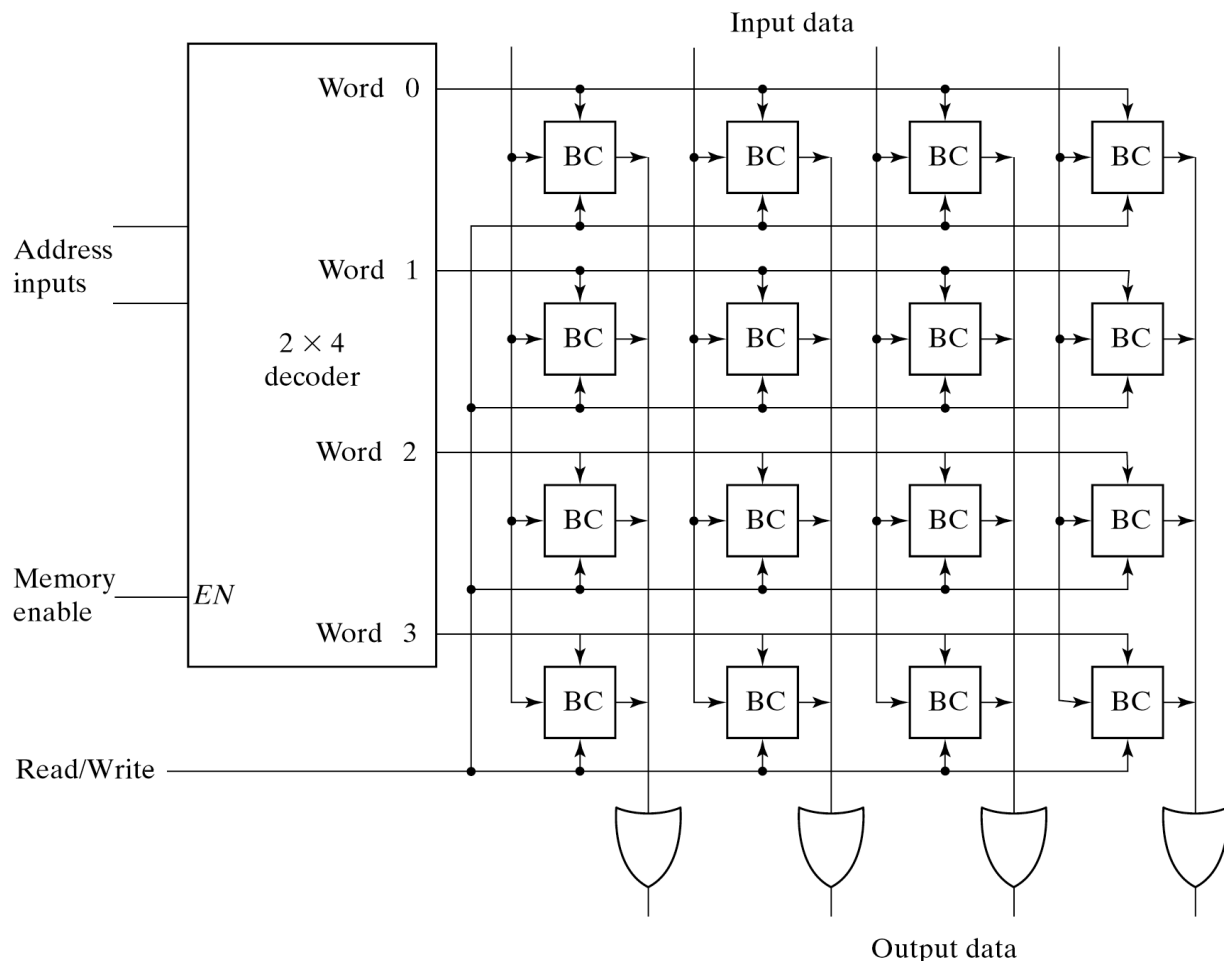 Input data
Word 0
BC BC BC BC
Address
inputs
Word 1
2 × 4
decoder
BC BC BC BC
Word 2
BC BC BC BC
Memory
enable
EN
Word 3
BC BC BC BC
Read/Write
Output data